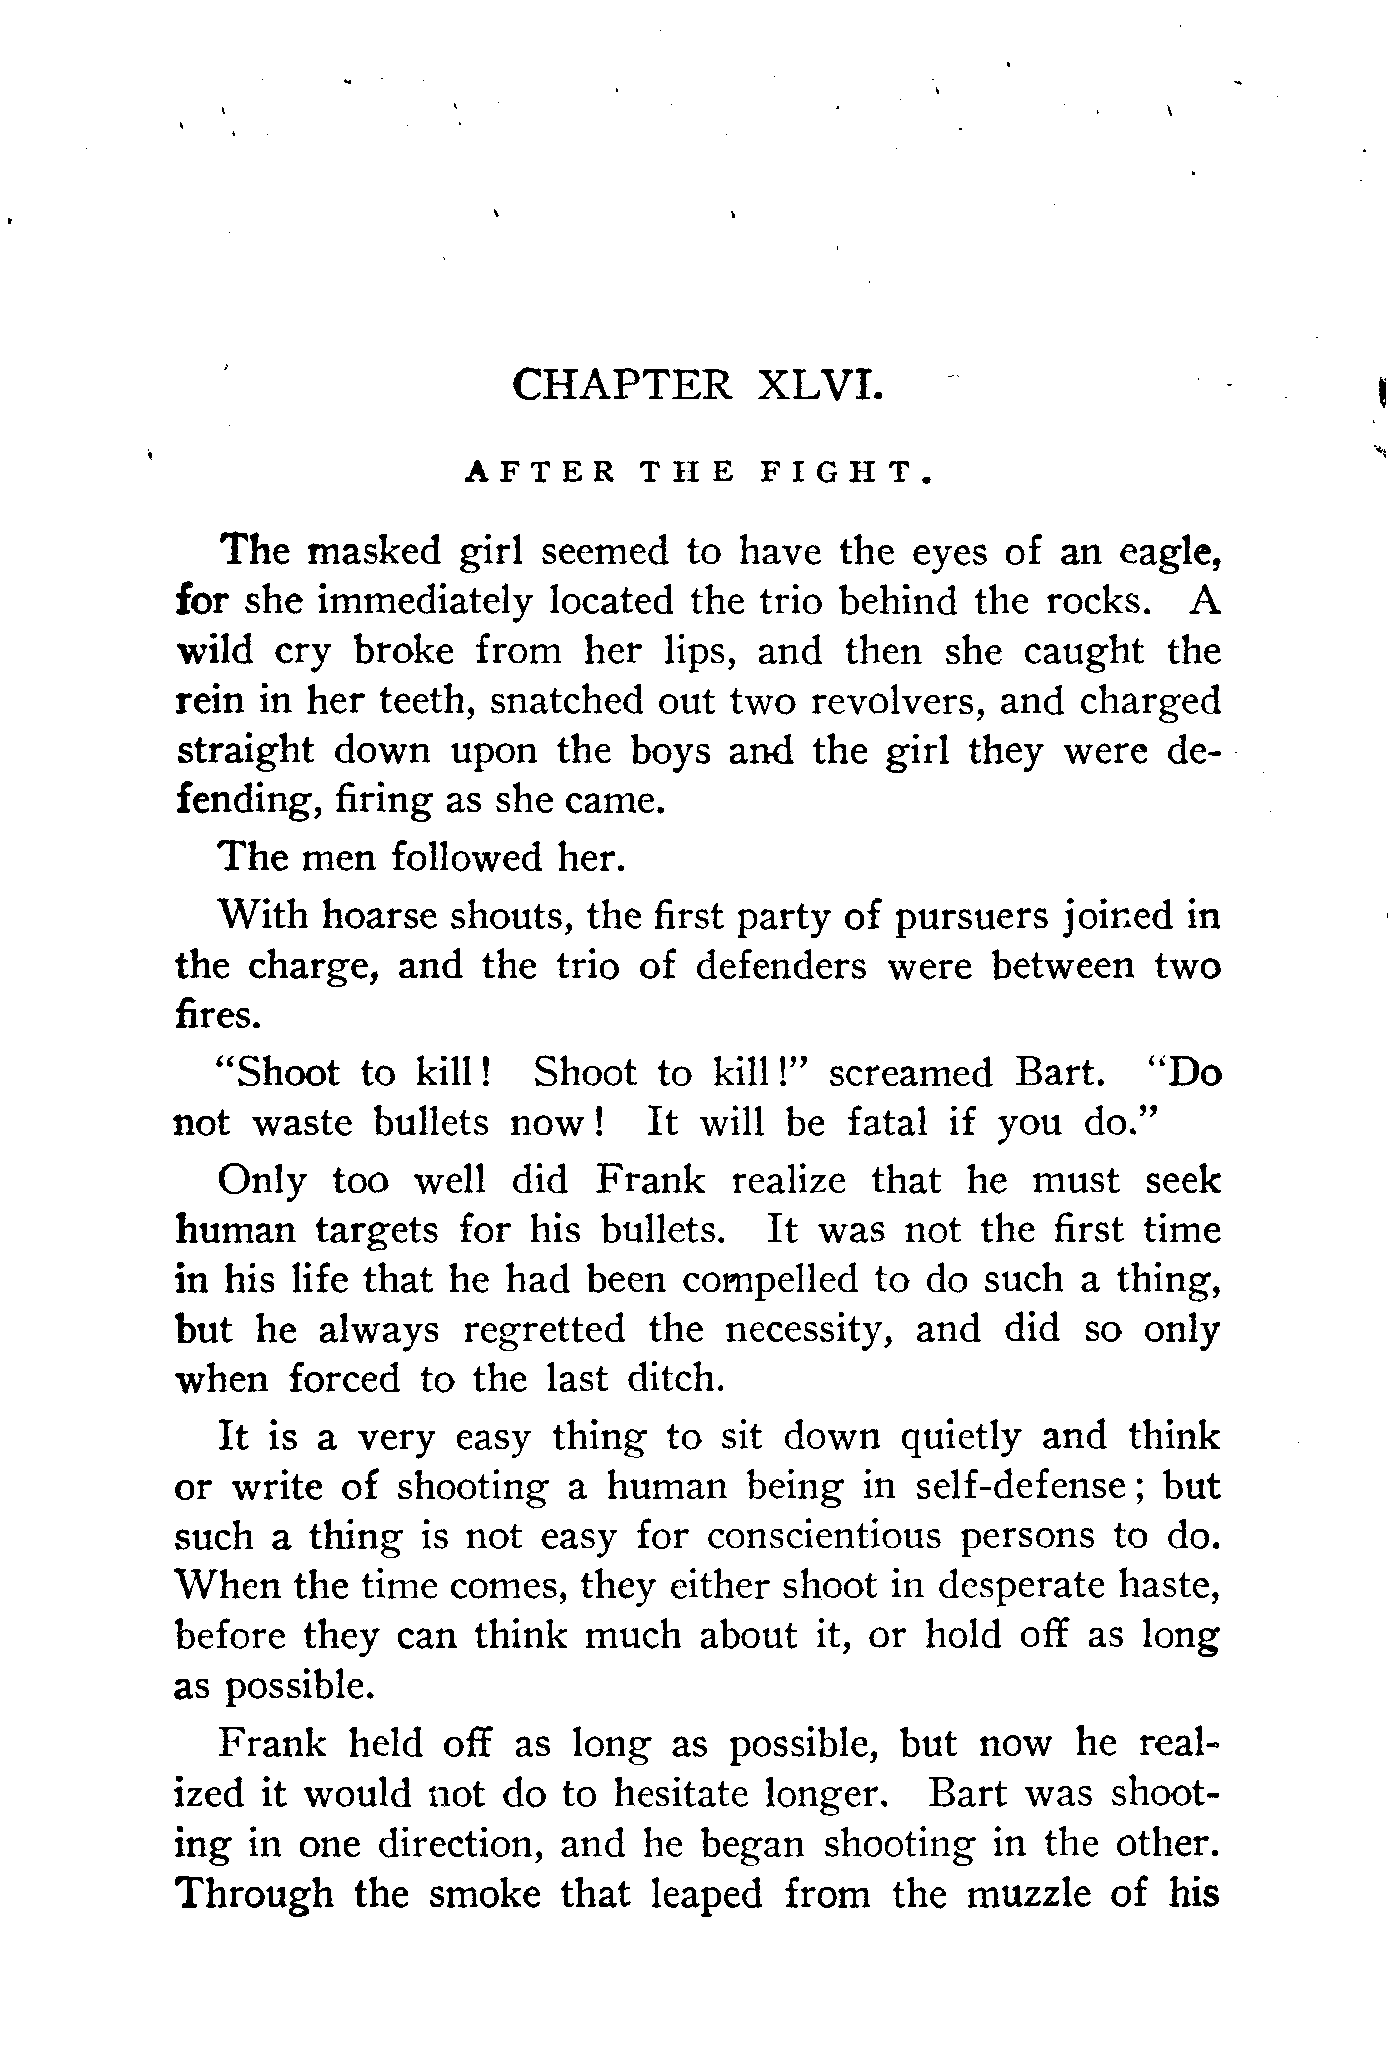 CHAPTER XLVI.
AFTER THE FIGHT.
The masked girl seemed to have the eyes of an eagle,
for she immediately located the trio behind the rocks. A
wild cry broke from her lips, and then she caught the
rein in her teeth, snatched out two revolvers, and charged
straight down upon the boys and the girl they were de-
fending, firing as she came.
The men followed her.
With hoarse shouts, the first party of pursuers joined in
the charge, and the trio of defenders were between two
fires.
“Shoot to kill! Shoot to kill!” screamed Bart. “Do
not waste bullets now! It will be fatal if you do.”
Only too well did Frank realize that he must seek
human targets for his bullets. It was not the first time
in his life that he had been compelled to do such a thing,
but he always regretted the necessity, and did so only
when forced to the last ditch.
It is a very easy thing to sit down quietly and think
or write of shooting a human being in self-defense; but
such a thing is not easy for conscientious persons to do.
When the time comes, they either shoot in desperate haste,
before they can think much about it, or hold off as long
as possible.
Frank held off as long as possible, but now he real-
ized it would not do to hesitate longer. Bart was shoot-
ing in one direction, and he began shooting in the other.
Through the smoke that leaped from the muzzle of his